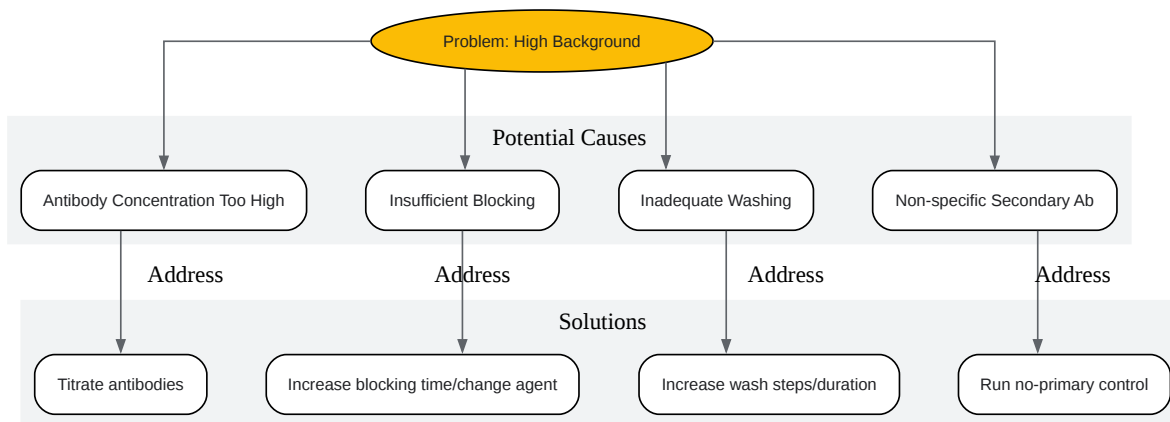 Problem: High Background
Potential Causes
Antibody Concentration Too High
Insufficient Blocking
Inadequate Washing
Non-specific Secondary Ab
Address
Address
Address
Address
Solutions
Titrate antibodies
Increase blocking time/change agent
Increase wash steps/duration
Run no-primary control